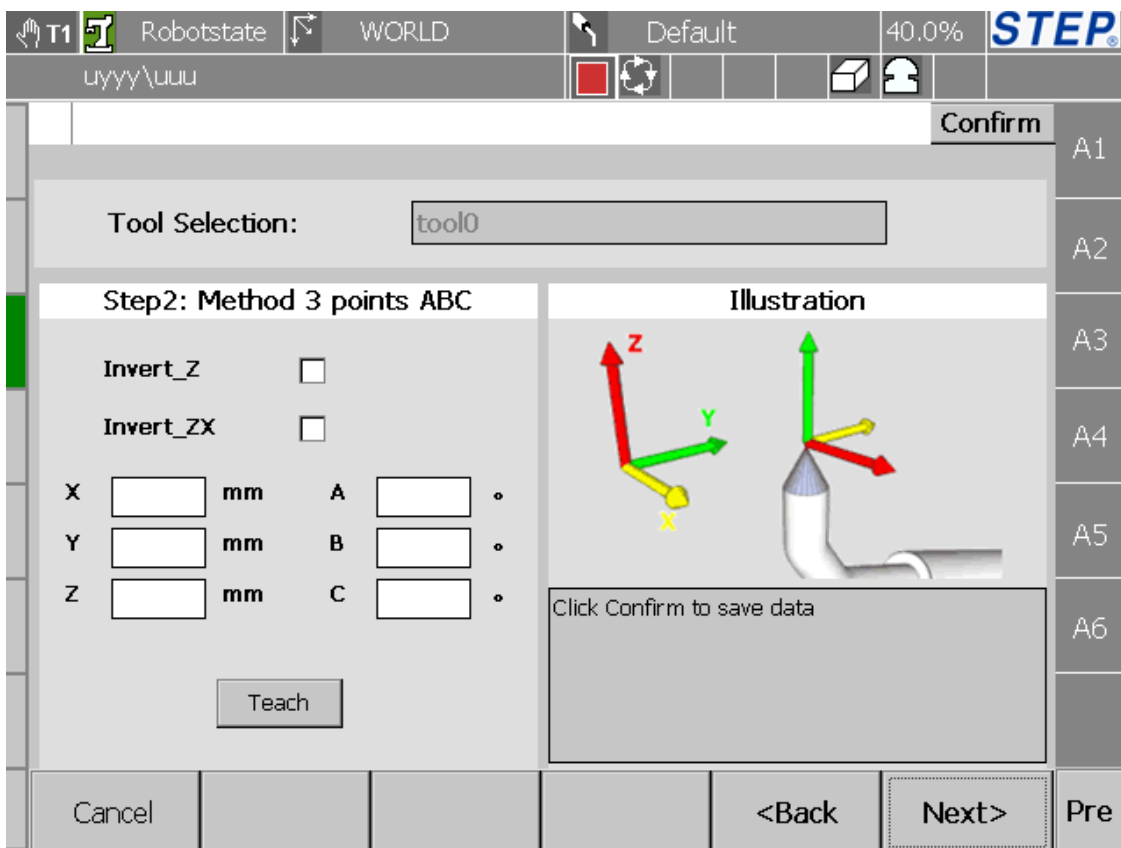 T1 Robotstate WORLD Default 40.0% STEP®
uyyy\uuu
Confirm
A1
Tool Selection: tool0
A2
Step2: Method 3 points ABC
Illustration
Invert_Z
Z
A3
Invert_ZX
Y
A4
X mm A °
X
Y mm B °
A5
Z mm C °
Click Confirm to save data
A6
Teach
Cancel <Back Next> Pre